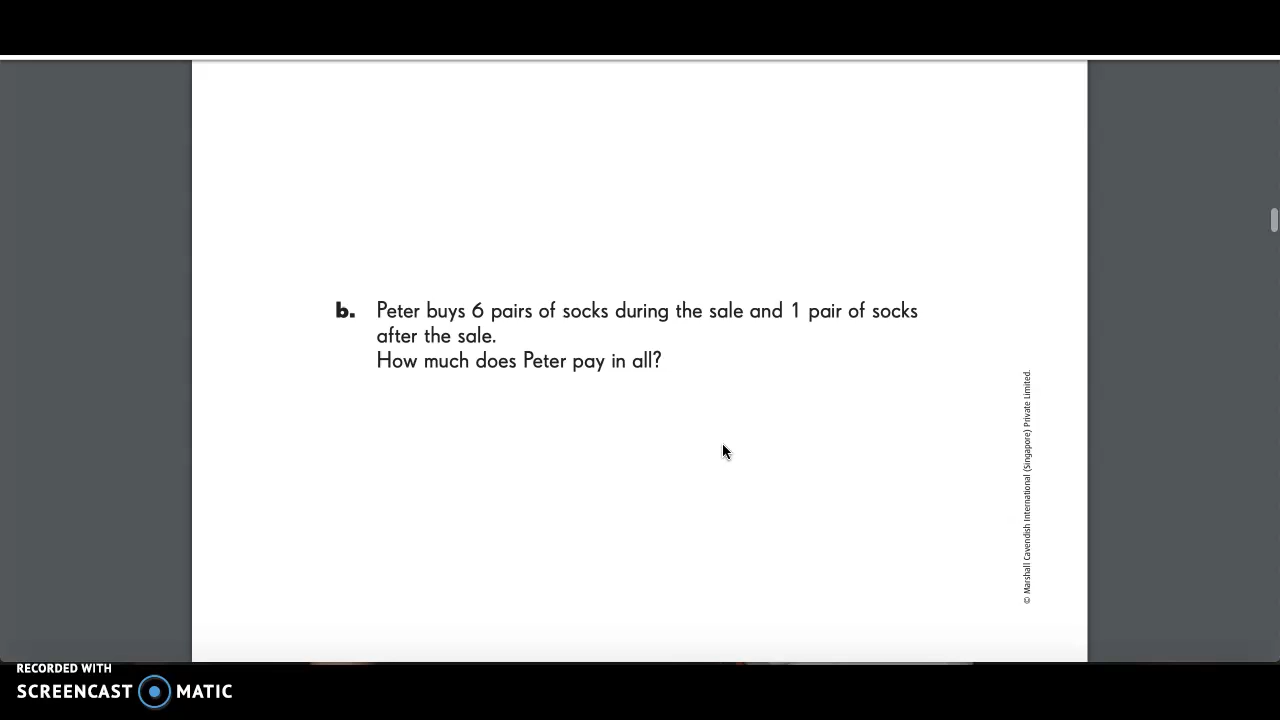 b. Peter buys 6 pairs of socks during the sale and 1 pair of socks
after the sale.
How much does Peter pay in all?
© Marshall Cavendish International (Singapore) Private Limited.
RECORDED WITH
SCREENCAST MATIC